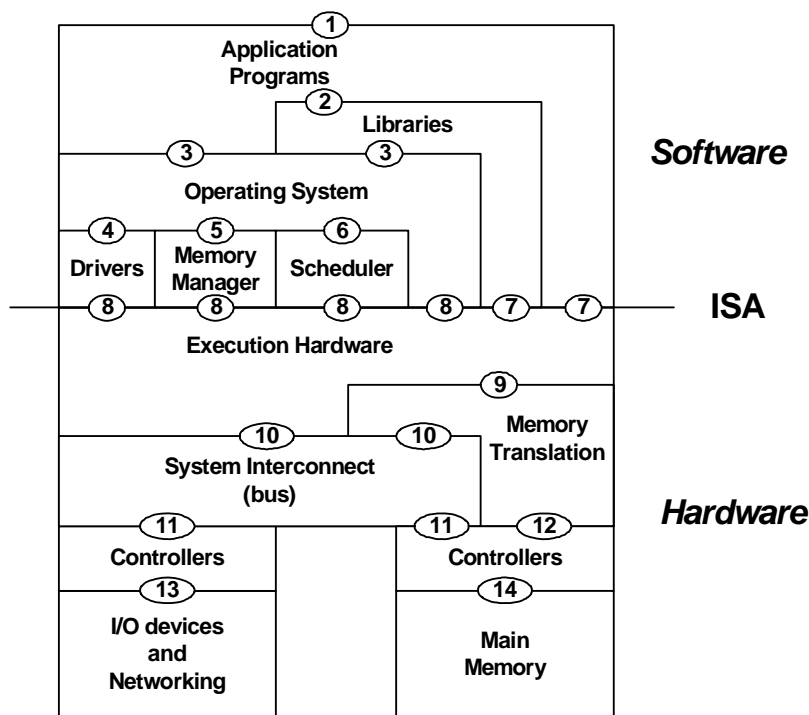 1
Application
Programs
2
Libraries
Software
3 3
Operating System
4 5 6
Drivers Memory
Manager Scheduler
8 8 8 8 7 7 ISA
Execution Hardware
9
Memory
Translation
10 10
System Interconnect
(bus)
Hardware
11 11 12
Controllers Controllers
13 14
I/O devices
and
Networking
Main
Memory